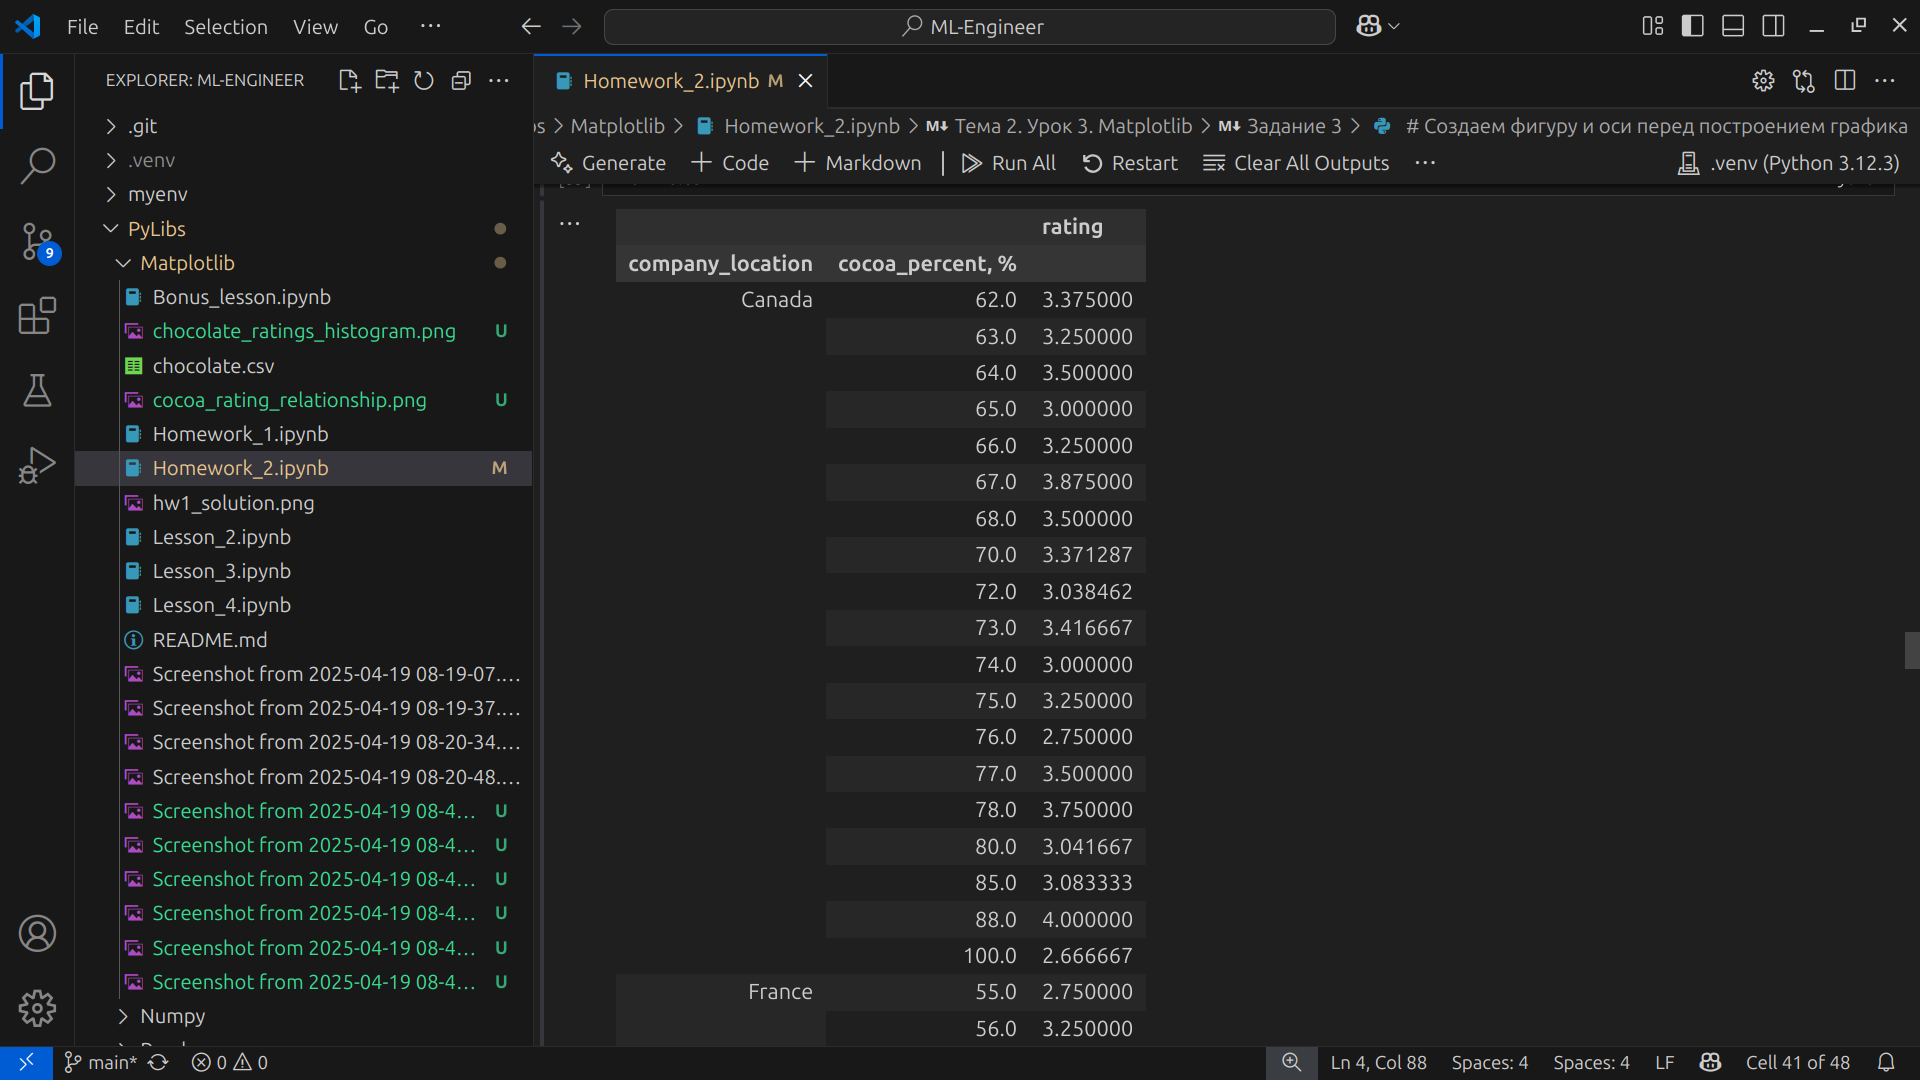 File Edit Selection View Go ··· ML-Engineer
EXPLORER: ML-ENGINEER
.git
.venv
myenv
PyLibs
Matplotlib
Bonus_lesson.ipynb
chocolate_ratings_histogram.png U
chocolate.csv
cocoa_rating_relationship.png U
Homework_1.ipynb
Homework_2.ipynb M
hw1_solution.png
Lesson_2.ipynb
Lesson_3.ipynb
Lesson_4.ipynb
README.md
Screenshot from 2025-04-19 08-19-07....
Screenshot from 2025-04-19 08-19-37....
Screenshot from 2025-04-19 08-20-34....
Screenshot from 2025-04-19 08-20-48....
Screenshot from 2025-04-19 08-4... U
Screenshot from 2025-04-19 08-4... U
Screenshot from 2025-04-19 08-4... U
Screenshot from 2025-04-19 08-4... U
Screenshot from 2025-04-19 08-4... U
Screenshot from 2025-04-19 08-4... U
Numpy
9
Homework_2.ipynb M
s > Matplotlib > Homework_2.ipynb > Тема 2. Урок 3. Matplotlib > Задание 3 > # Создаем фигуру и оси перед построением графика
Generate + Code + Markdown | Run All Restart Clear All Outputs ··· .venv (Python 3.12.3)
rating
company_location cocoa_percent, %
Canada 62.0 3.375000
63.0 3.250000
64.0 3.500000
65.0 3.000000
66.0 3.250000
67.0 3.875000
68.0 3.500000
70.0 3.371287
72.0 3.038462
73.0 3.416667
74.0 3.000000
75.0 3.250000
76.0 2.750000
77.0 3.500000
78.0 3.750000
80.0 3.041667
85.0 3.083333
88.0 4.000000
100.0 2.666667
France 55.0 2.750000
56.0 3.250000
main* 0 0 Ln 4, Col 88 Spaces: 4 Spaces: 4 LF Cell 41 of 48